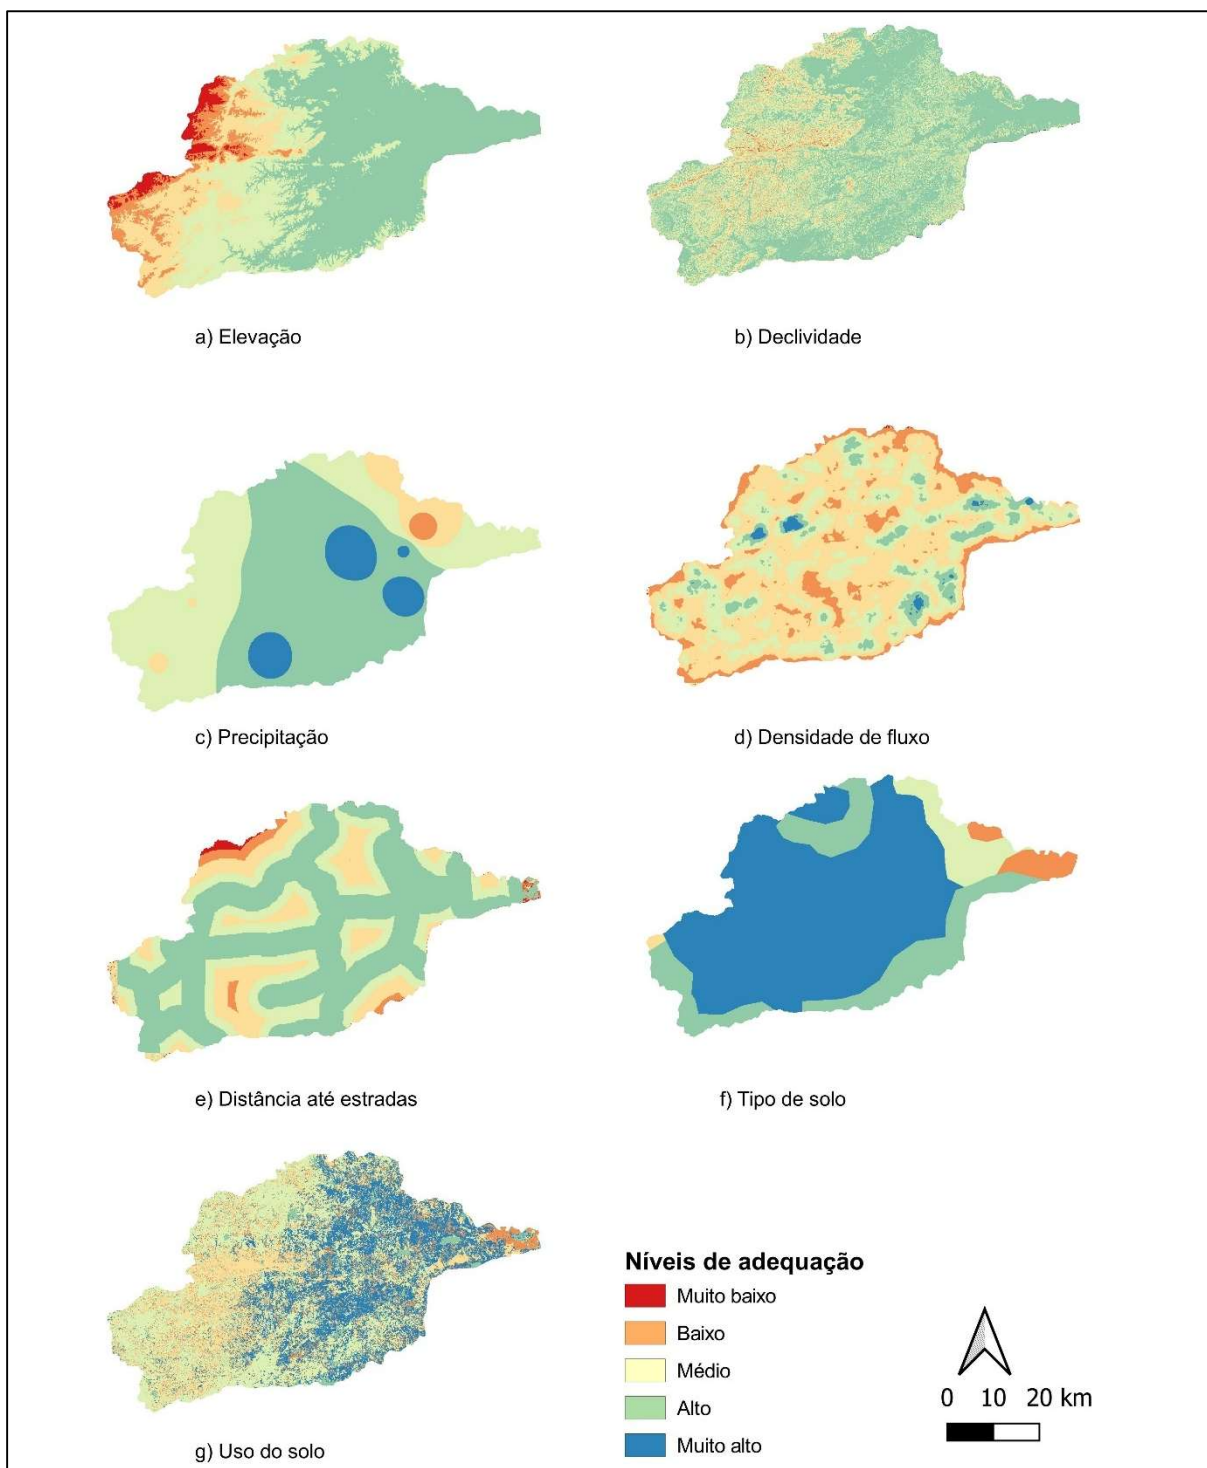 a) Elevação
b) Declividade
c) Precipitação
d) Densidade de fluxo
e) Distância até estradas
f) Tipo de solo
g) Uso do solo
Níveis de adequação
Muito baixo
Baixo
Médio
Alto
Muito alto
0 10 20 km